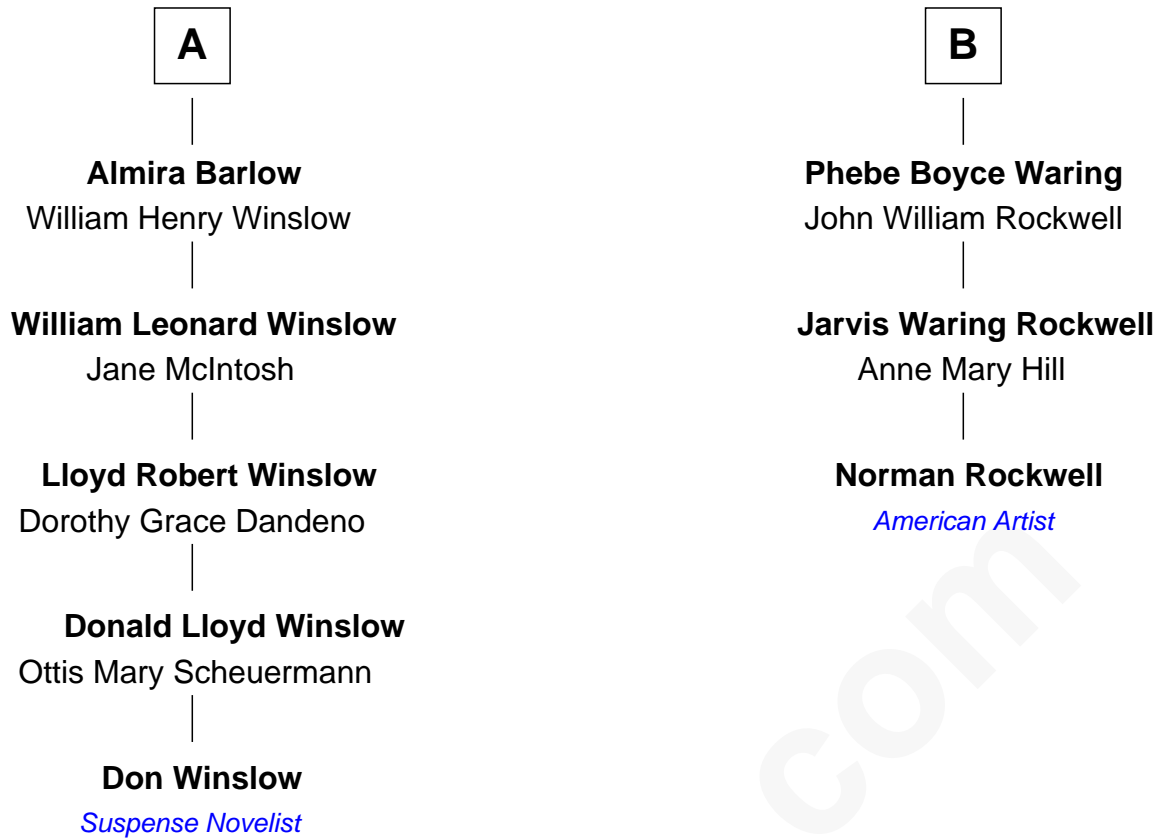 A
Almira Barlow
William Henry Winslow
William Leonard Winslow
Jane McIntosh
Lloyd Robert Winslow
Dorothy Grace Dandeno
Donald Lloyd Winslow
Ottis Mary Scheuermann
Don Winslow
Suspense Novelist
B
Phebe Boyce Waring
John William Rockwell
Jarvis Waring Rockwell
Anne Mary Hill
Norman Rockwell
American Artist
com